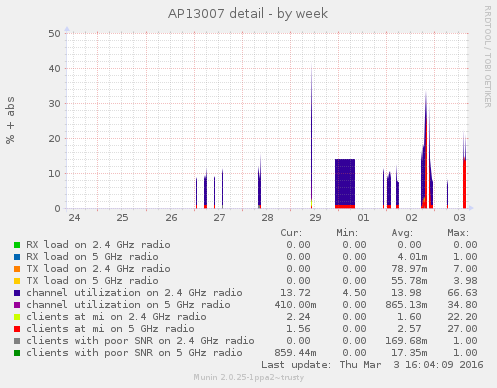 AP13007 detail - by week
RRDTOOL / TOBI OETIKER
% + abs
50
40
30
20
10
0
24 25 26 27 28 29 01 02 03
Cur: Min: Avg: Max:
RX load on 2.4 GHz radio 0.00 0.00 0.00 0.00
RX load on 5 GHz radio 0.00 0.00 4.01m 1.00
TX load on 2.4 GHz radio 0.00 0.00 78.97m 7.00
TX load on 5 GHz radio 0.00 0.00 55.78m 3.98
channel utilization on 2.4 GHz radio 13.72 4.50 13.98 66.63
channel utilization on 5 GHz radio 410.00m 0.00 865.13m 34.80
clients at mi on 2.4 GHz radio 2.24 0.00 1.60 22.20
clients at mi on 5 GHz radio 1.56 0.00 2.57 27.00
clients with poor SNR on 2.4 GHz radio 0.00 0.00 169.68m 1.00
clients with poor SNR on 5 GHz radio 859.44m 0.00 17.35m 1.00
Last update: Thu Mar 3 16:04:09 2016
Munin 2.0.25-1ppa2~trusty